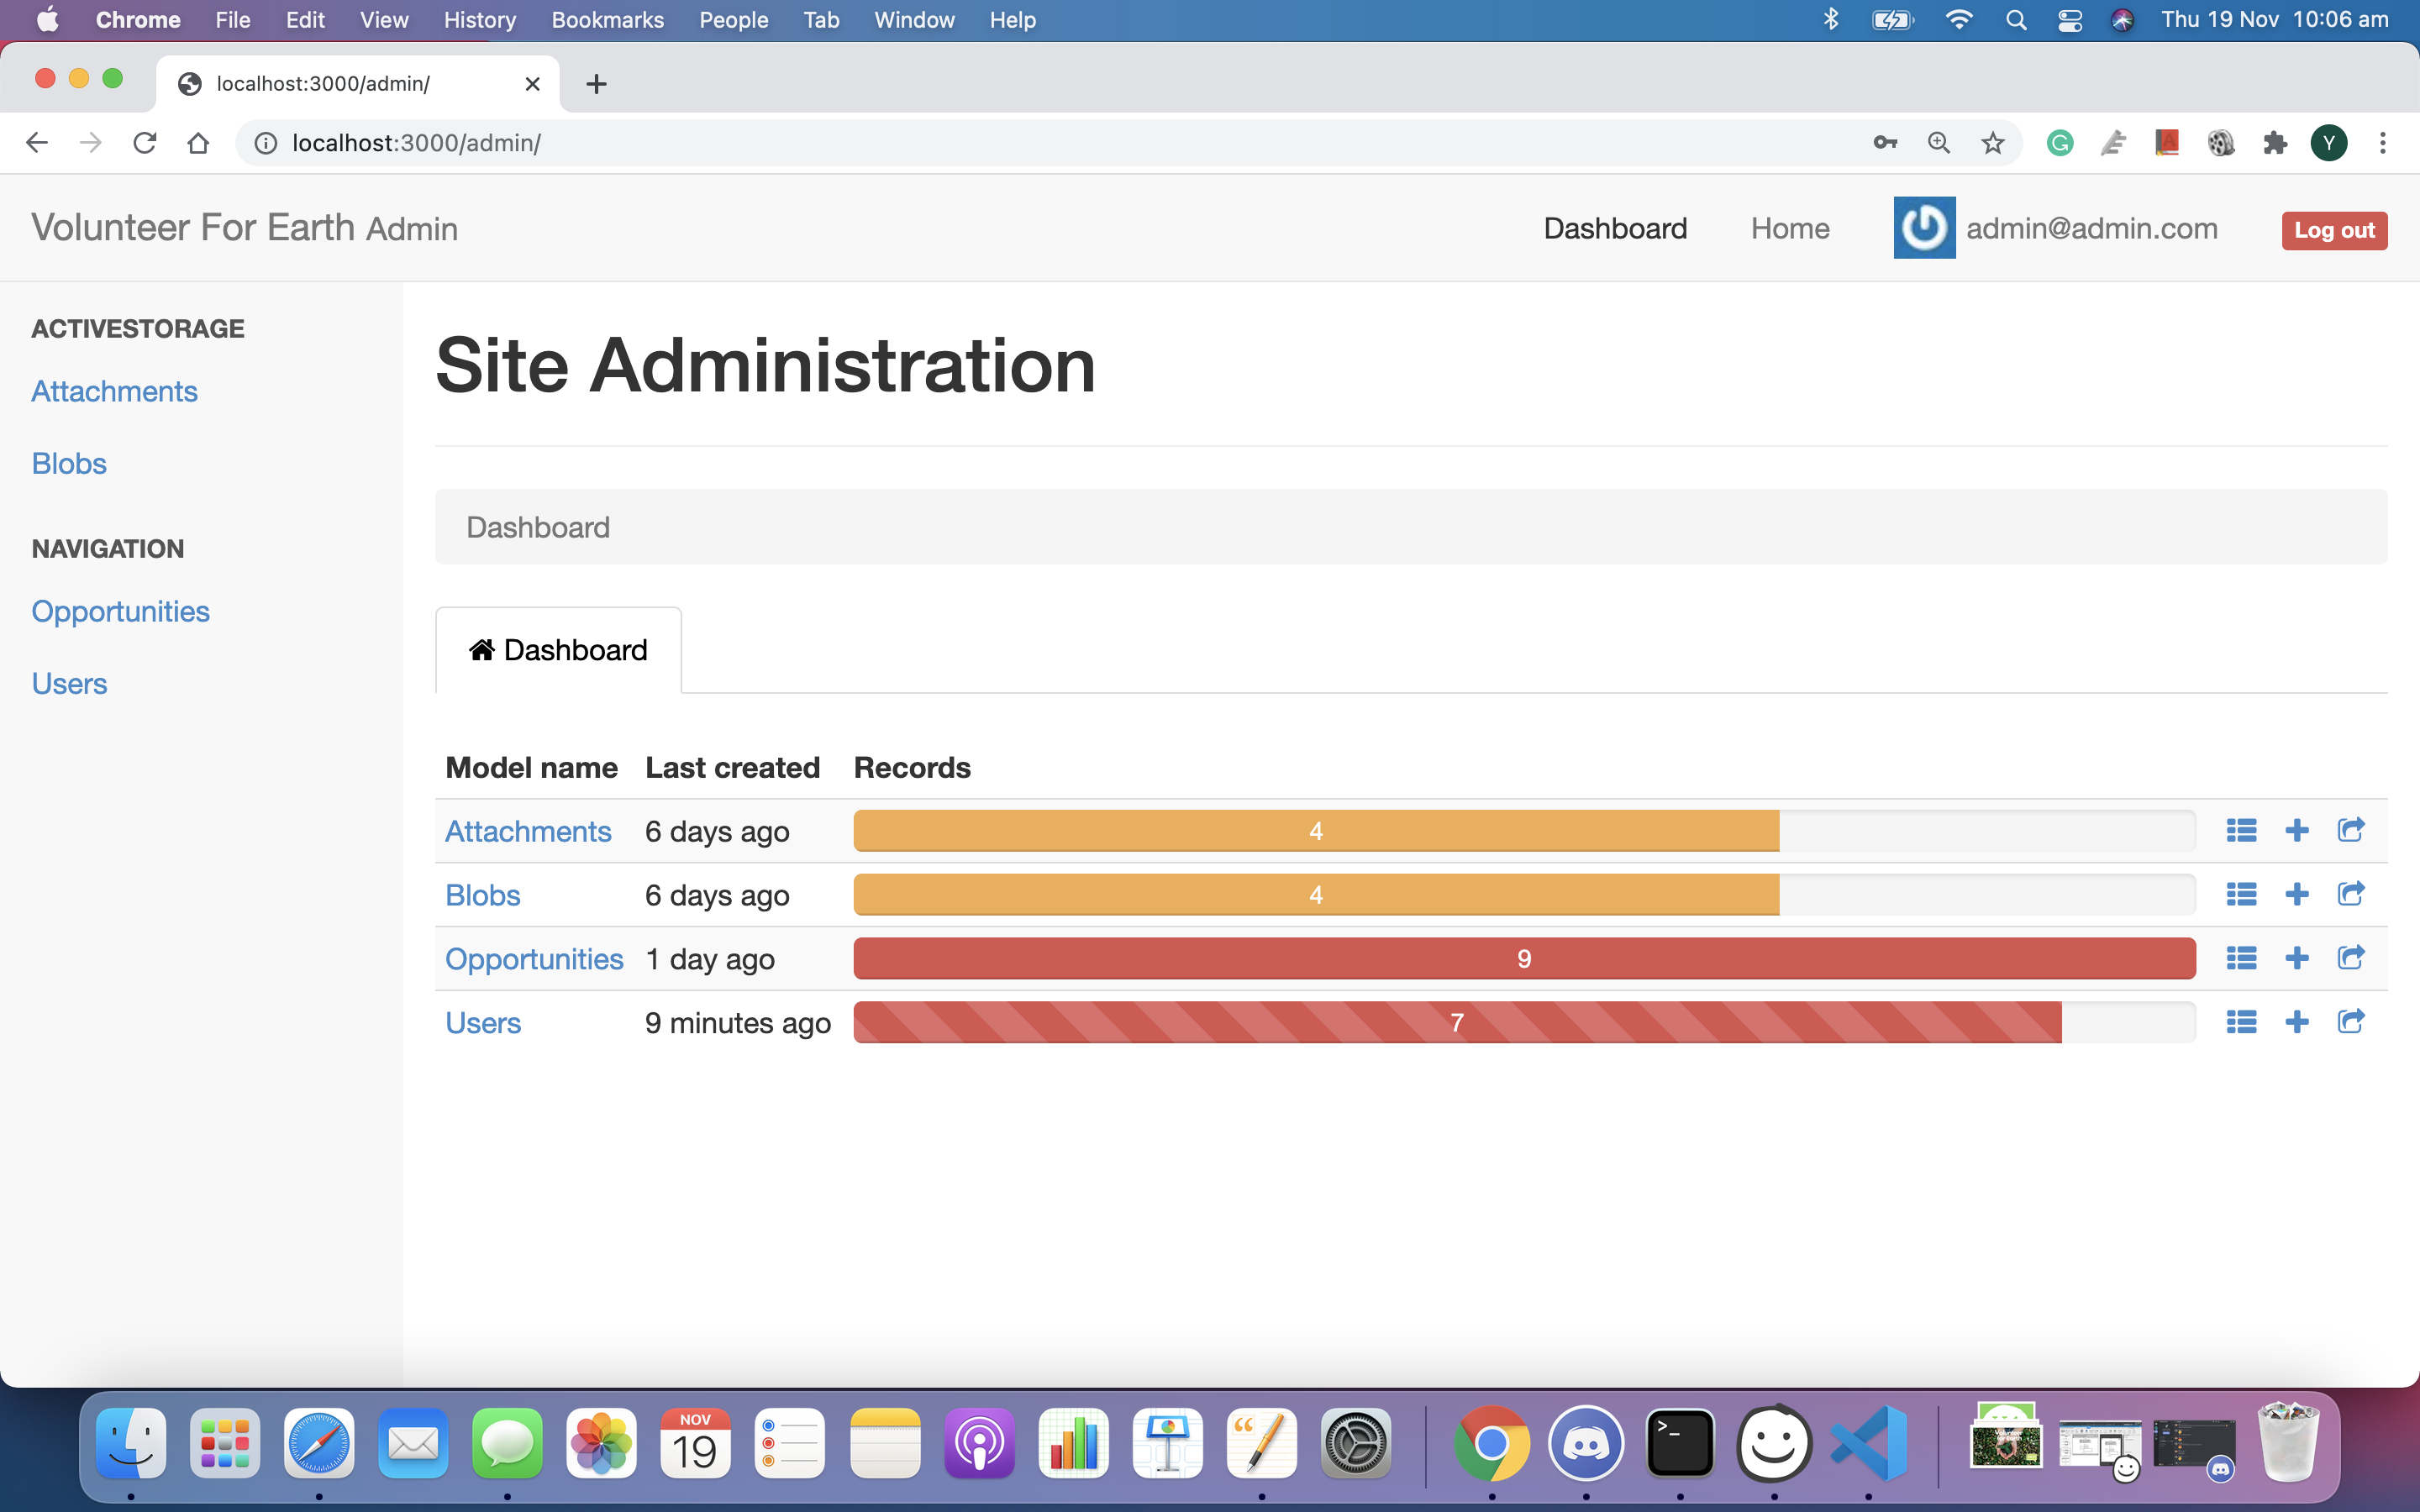 Chrome File Edit View History Bookmarks People Tab Window Help Thu 19 Nov 10:06 am
localhost:3000/admin/
localhost:3000/admin/
Y
Volunteer For Earth Admin Dashboard Home admin@admin.com Log out
ACTIVESTORAGE
Attachments
Blobs
NAVIGATION
Opportunities
Users
Site Administration
Dashboard
Dashboard
Model name Last created Records
Attachments 6 days ago 4
Blobs 6 days ago 4
Opportunities 1 day ago 9
Users 9 minutes ago 7
NOV
19